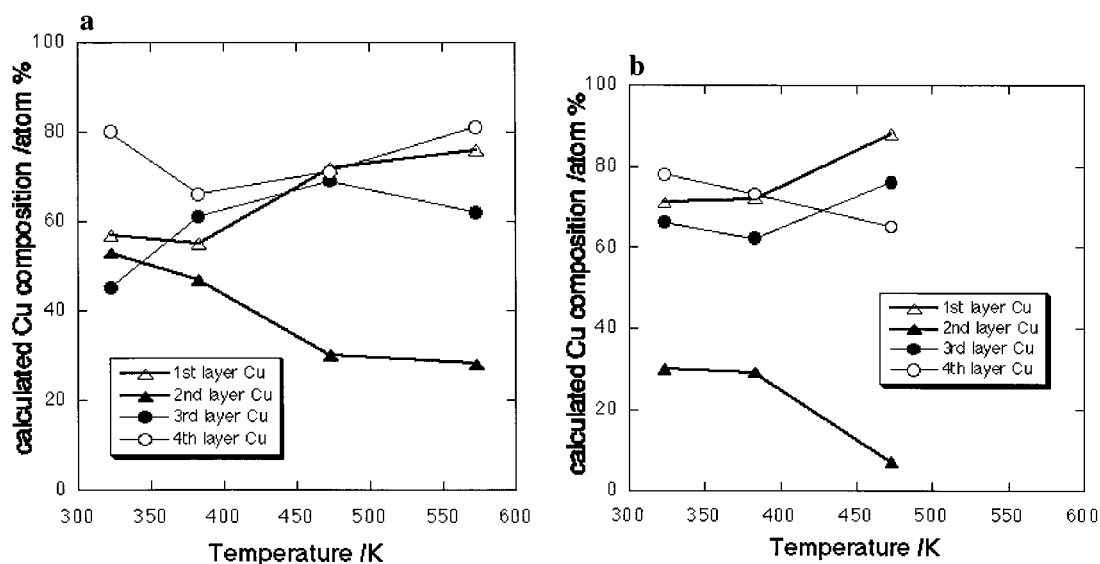 a
calculated Cu composition /atom %
100
80
60
40
20
0
1st layer Cu
2nd layer Cu
3rd layer Cu
4th layer Cu
300 350 400 450 500 550 600
Temperature /K
b
calculated Cu composition /atom %
100
80
60
40
20
0
1st layer Cu
2nd layer Cu
3rd layer Cu
4th layer Cu
300 350 400 450 500 550 600
Temperature /K